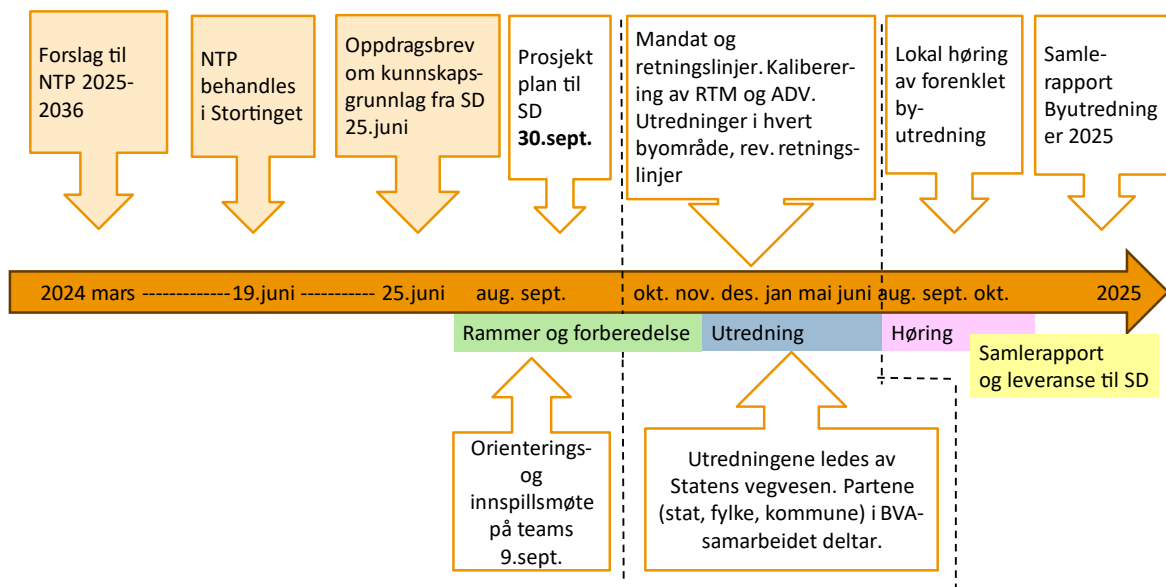 Forslag til
NTP 2025-
2036
NTP
behandles
i Stortinget
Oppdragsbrev
om kunnskaps-
grunnlag fra SD
25.juni
Prosjekt
plan til
SD
30.sept.
Mandat og
retningslinjer. Kaliberer-
ing av RTM og ADV.
Utredninger i hvert
byområde, rev. retnings-
linjer
Lokal høring
av forenklet
by-
utredning
Samle-
rapport
Byutredning
er 2025
2024 mars -------------19.juni ----------- 25.juni aug. sept. okt. nov. des. jan mai juni aug. sept. okt. 2025
Rammer og forberedelse
Utredning
Høring
Samlerapport
og leveranse til SD
Orienterings-
og
innspillsmøte
på teams
9.sept.
Utredningene ledes av
Statens vegvesen. Partene
(stat, fylke, kommune) i BVA-
samarbeidet deltar.